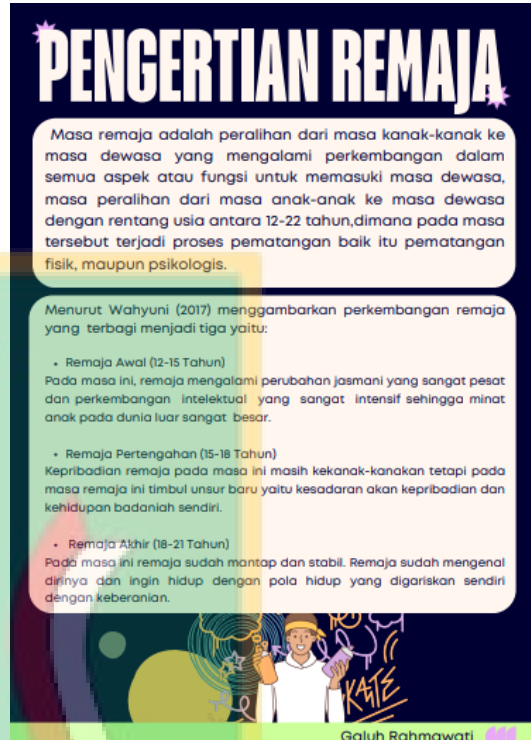 PENGERTIAN REMAJA
Masa remaja adalah peralihan dari masa kanak-kanak ke
masa dewasa yang mengalami perkembangan dalam
semua aspek atau fungsi untuk memasuki masa dewasa,
masa peralihan dari masa anak-anak ke masa dewasa
dengan rentang usia antara 12-22 tahun,dimana pada masa
tersebut terjadi proses pematangan baik itu pematangan
fisik, maupun psikologis.
Menurut Wahyuni (2017) menggambarkan perkembangan remaja
yang terbagi menjadi tiga yaitu:
• Remaja Awal (12-15 Tahun)
Pada masa ini, remaja mengalami perubahan jasmani yang sangat pesat
dan perkembangan intelektual yang sangat intensif sehingga minat
anak pada dunia luar sangat besar.
• Remaja Pertengahan (15-18 Tahun)
Kepribadian remaja pada masa ini masih kekanak-kanakan tetapi pada
masa remaja ini timbul unsur baru yaitu kesadaran akan kepribadian dan
kehidupan badaniah sendiri.
• Remaja Akhir (18-21 Tahun)
Pada masa ini remaja sudah mantap dan stabil. Remaja sudah mengenal
dirinya dan ingin hidup dengan pola hidup yang digariskan sendiri
dengan keberanian.
KATE
Galuh Rahmawati